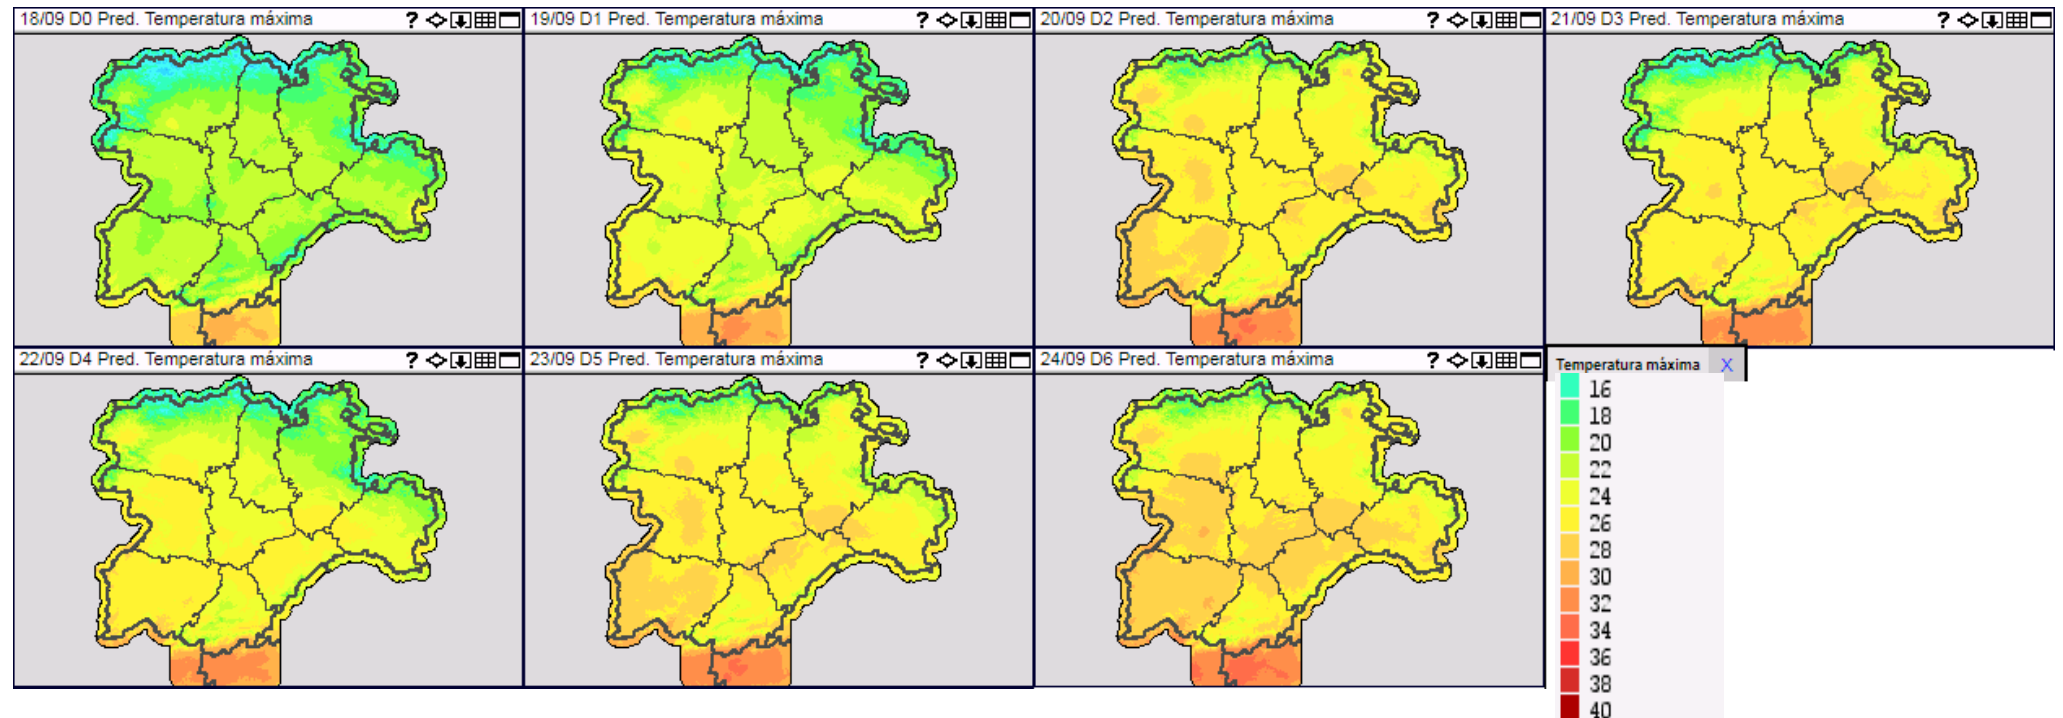 18/09 D0 Pred. Temperatura máxima ?
19/09 D1 Pred. Temperatura máxima ?
20/09 D2 Pred. Temperatura máxima ?
21/09 D3 Pred. Temperatura máxima ?
22/09 D4 Pred. Temperatura máxima ?
23/09 D5 Pred. Temperatura máxima ?
24/09 D6 Pred. Temperatura máxima ?
Temperatura máxima X
16
18
20
22
24
26
28
30
32
34
36
38
40